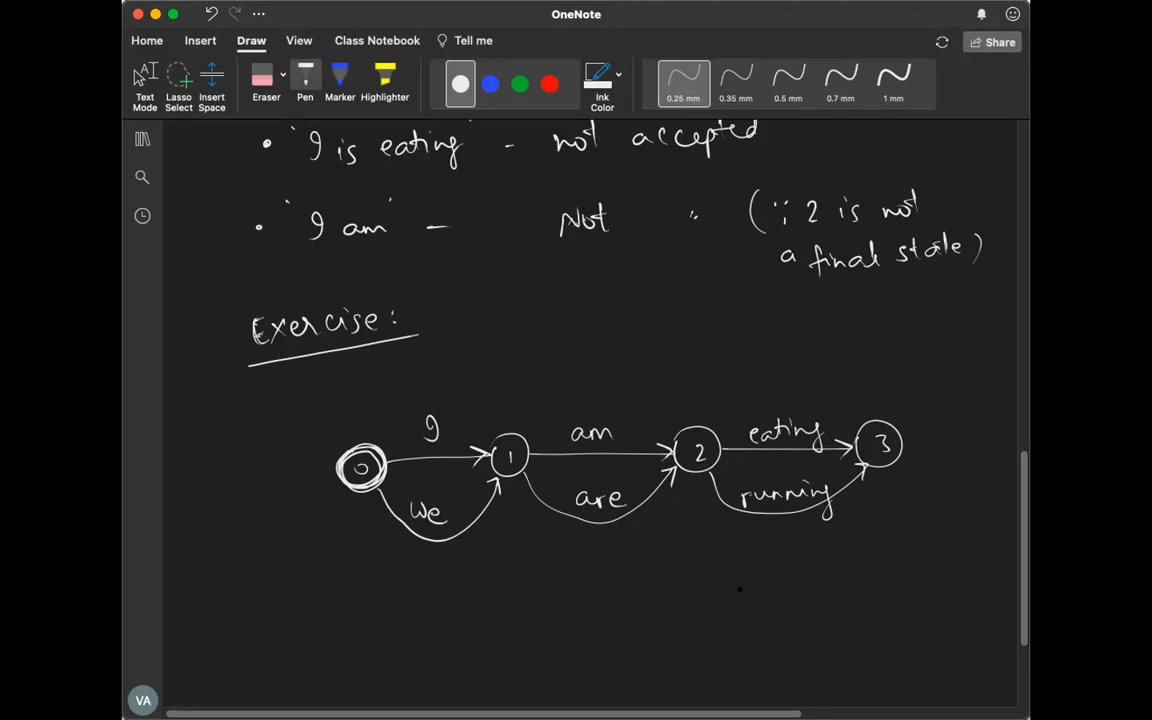 OneNote
Home Insert Draw View Class Notebook Tell me
Share
Text Mode
Lasso Select
Insert Space
Eraser
Pen
Marker
Highlighter
Ink Color
0.25 mm 0.35 mm 0.5 mm 0.7 mm 1 mm
• 'I is eating' - not accepted
• 'I am' - Not " (∵ 2 is not
a final state)
Exercise:
I am eating
0 1 2 3
we are running
VA